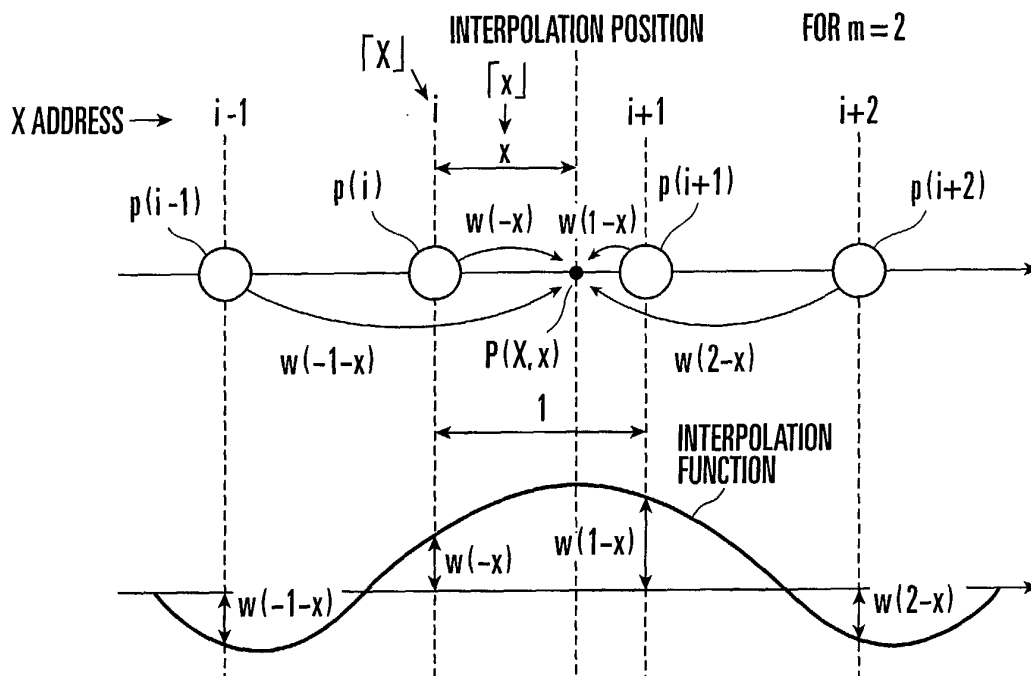 INTERPOLATION POSITION
FOR m=2
⌈X⌋
⌈x⌋
X ADDRESS →
i-1
i
i+1
i+2
x
p(i-1)
p(i)
p(i+1)
p(i+2)
w(-x)
w(1-x)
w(-1-x)
P(X,x)
w(2-x)
1
INTERPOLATION
FUNCTION
w(-x)
w(1-x)
w(-1-x)
w(2-x)